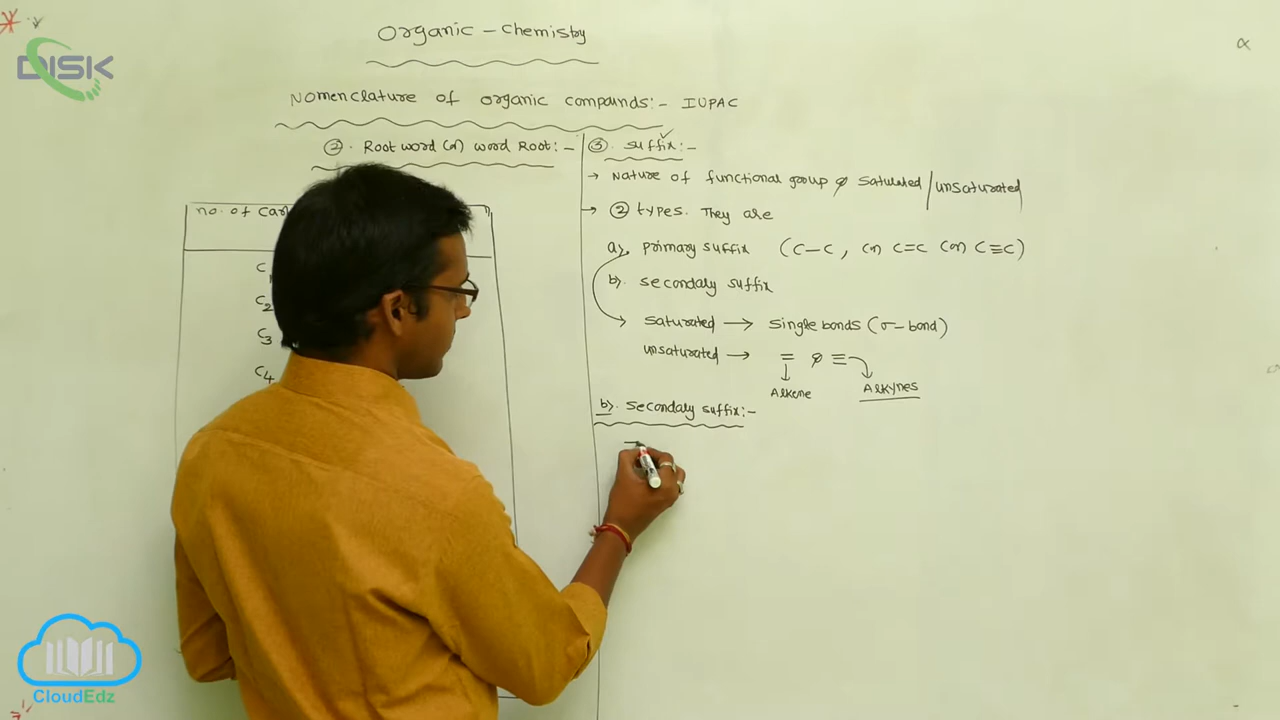 Organic - Chemistry
DISK
Nomenclature of organic compounds:- IUPAC
② . Root word (or) word Root:-
no. of Car
C1
C2
C3
C4
③ suffix:-
→ Nature of functional group & saturated / unsaturated
→ ② types. They are
a). primary suffix (C-C, (or) C=C (or) C≡C)
b). secondary suffix
saturated → single bonds (σ-bond)
unsaturated → = & ≡
Alkene Alkynes
b). secondary suffix:-
CloudEdz